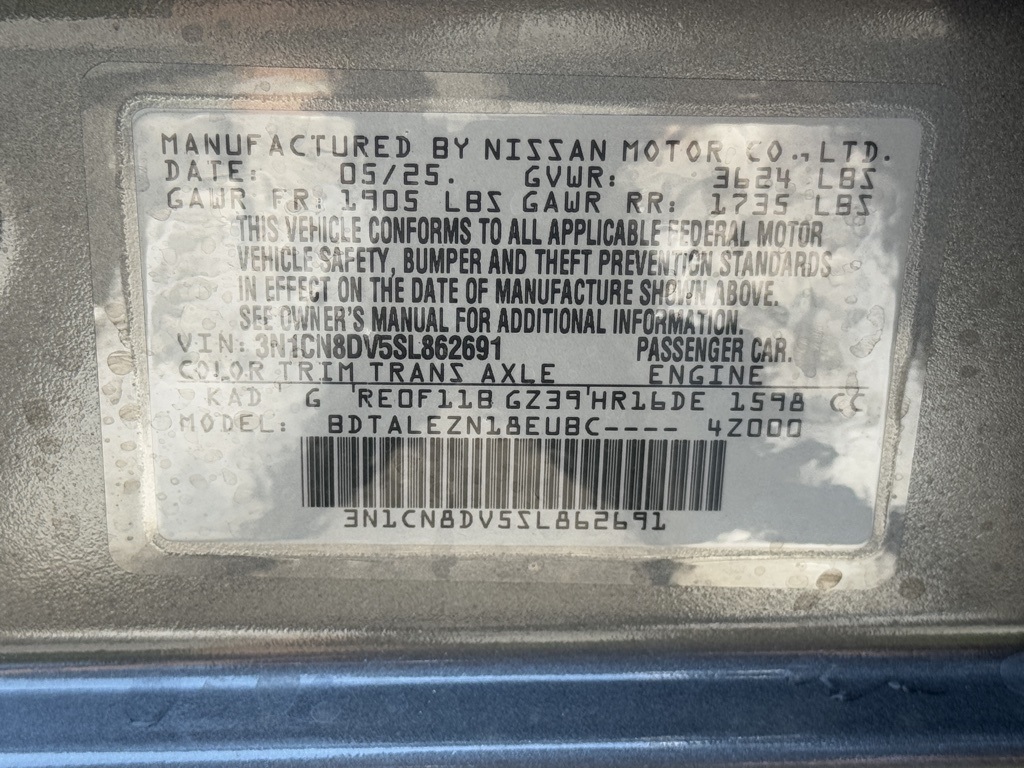 MANUFACTURED BY NISSAN MOTOR CO., LTD.
DATE: 05/25. GVWR: 3624 LBS
GAWR FR: 1905 LBS GAWR RR: 1735 LBS
THIS VEHICLE CONFORMS TO ALL APPLICABLE FEDERAL MOTOR
VEHICLE SAFETY, BUMPER AND THEFT PREVENTION STANDARDS
IN EFFECT ON THE DATE OF MANUFACTURE SHOWN ABOVE.
SEE OWNER'S MANUAL FOR ADDITIONAL INFORMATION.
VIN: 3N1CN8DV5SL862691 PASSENGER CAR.
COLOR TRIM TRANS AXLE ENGINE
KAD G RE0F11B GZ39 HR16DE 1598 CC
MODEL: BDTALEZN18EUBC---- 4Z000
3N1CN8DV5SL862691